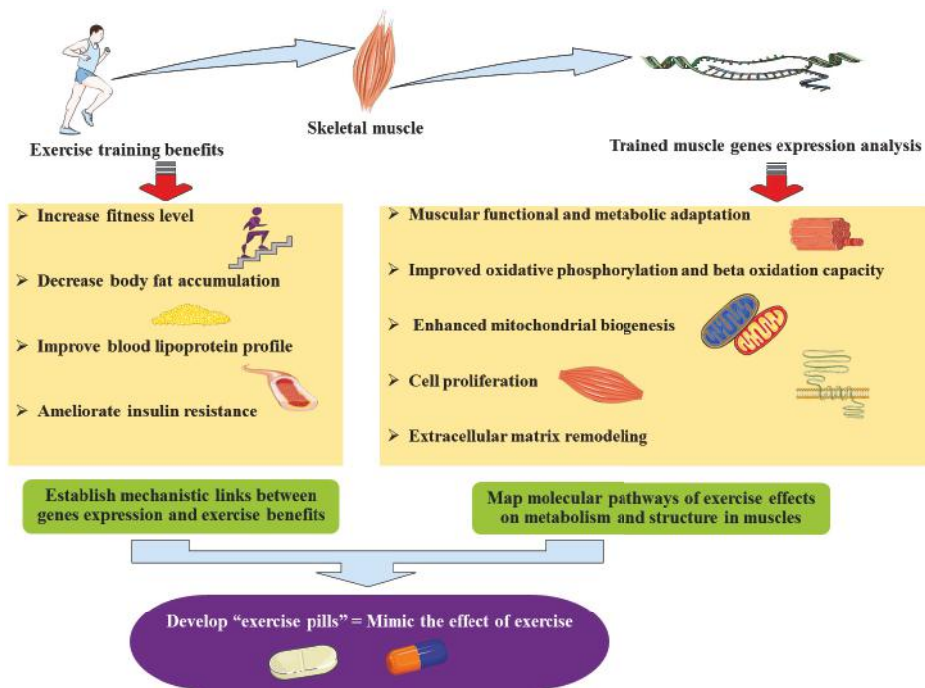 Skeletal muscle
Exercise training benefits
Trained muscle genes expression analysis
➢ Increase fitness level
➢ Decrease body fat accumulation
➢ Improve blood lipoprotein profile
➢ Ameliorate insulin resistance
➢ Muscular functional and metabolic adaptation
➢ Improved oxidative phosphorylation and beta oxidation capacity
➢ Enhanced mitochondrial biogenesis
➢ Cell proliferation
➢ Extracellular matrix remodeling
Establish mechanistic links between
genes expression and exercise benefits
Map molecular pathways of exercise effects
on metabolism and structure in muscles
Develop “exercise pills” = Mimic the effect of exercise